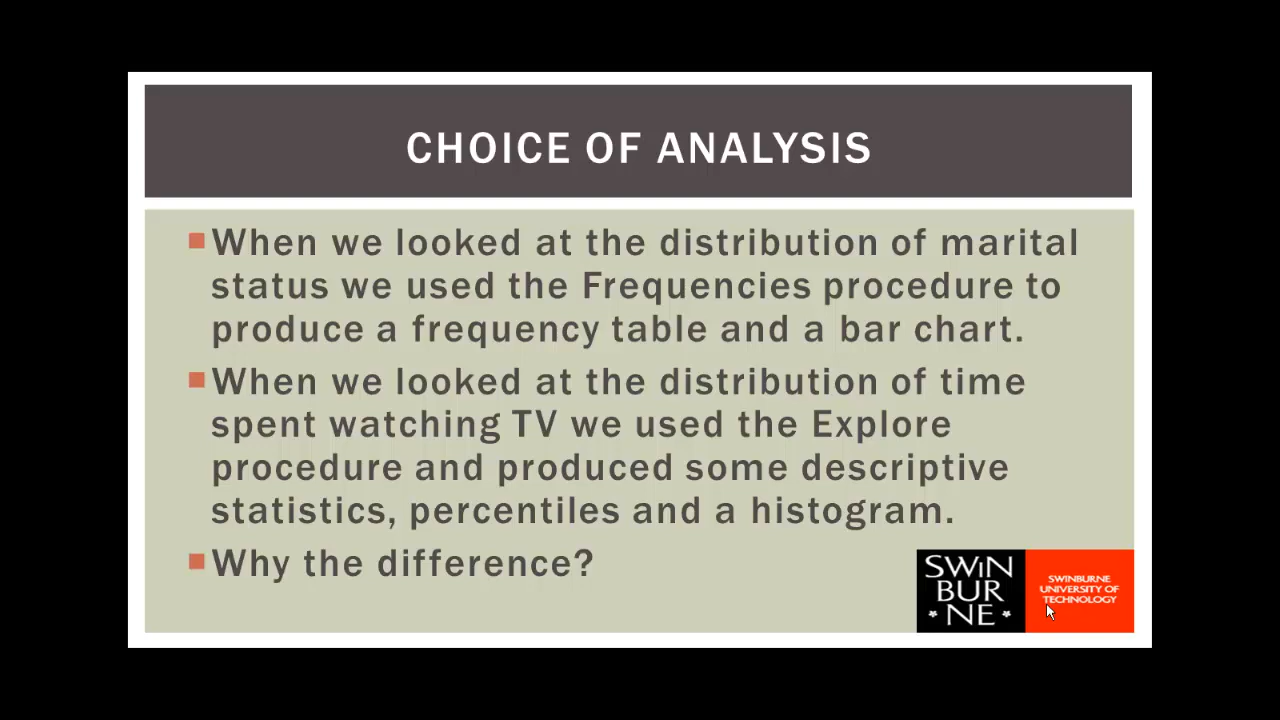 CHOICE OF ANALYSIS
When we looked at the distribution of marital
status we used the Frequencies procedure to
produce a frequency table and a bar chart.
When we looked at the distribution of time
spent watching TV we used the Explore
procedure and produced some descriptive
statistics, percentiles and a histogram.
Why the difference?
SWIN
BUR
* NE *
SWINBURNE
UNIVERSITY OF
TECHNOLOGY